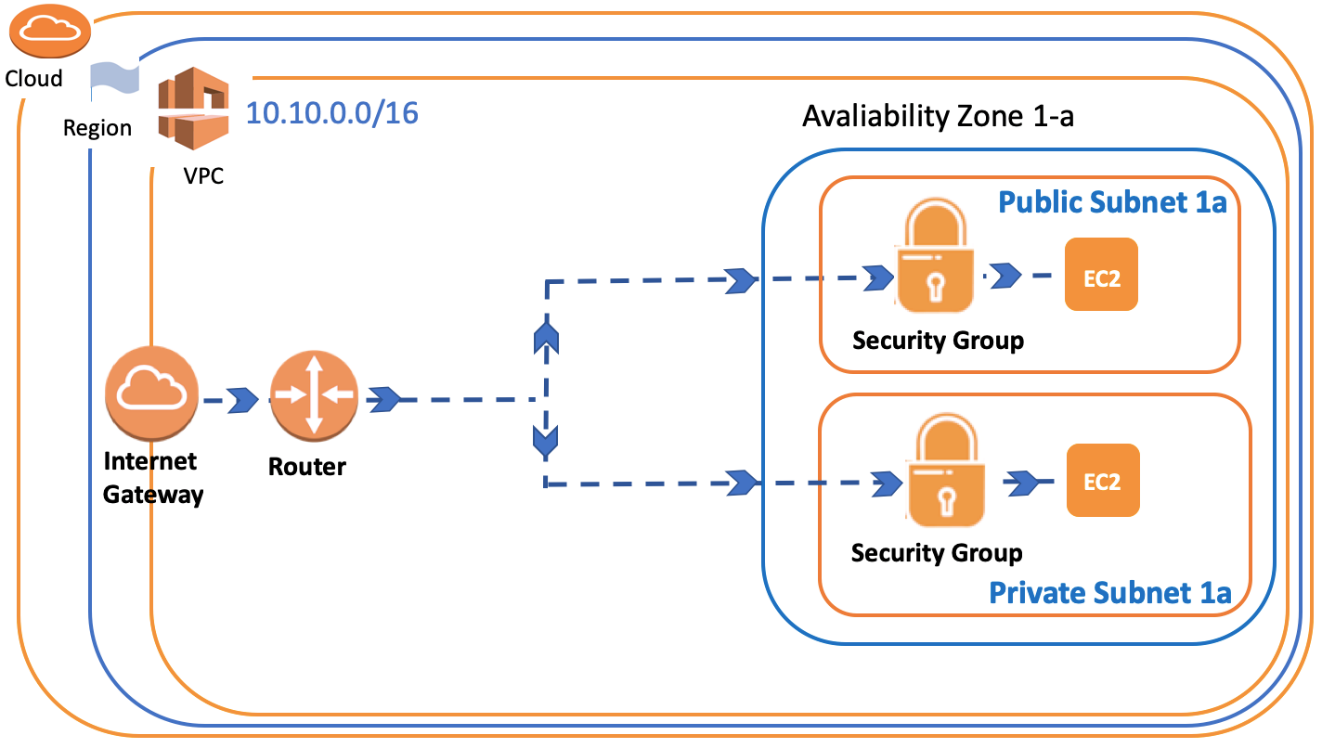 Cloud
Region
VPC
10.10.0.0/16
Avaliability Zone 1-a
Public Subnet 1a
EC2
Security Group
Internet
Gateway
Router
EC2
Security Group
Private Subnet 1a